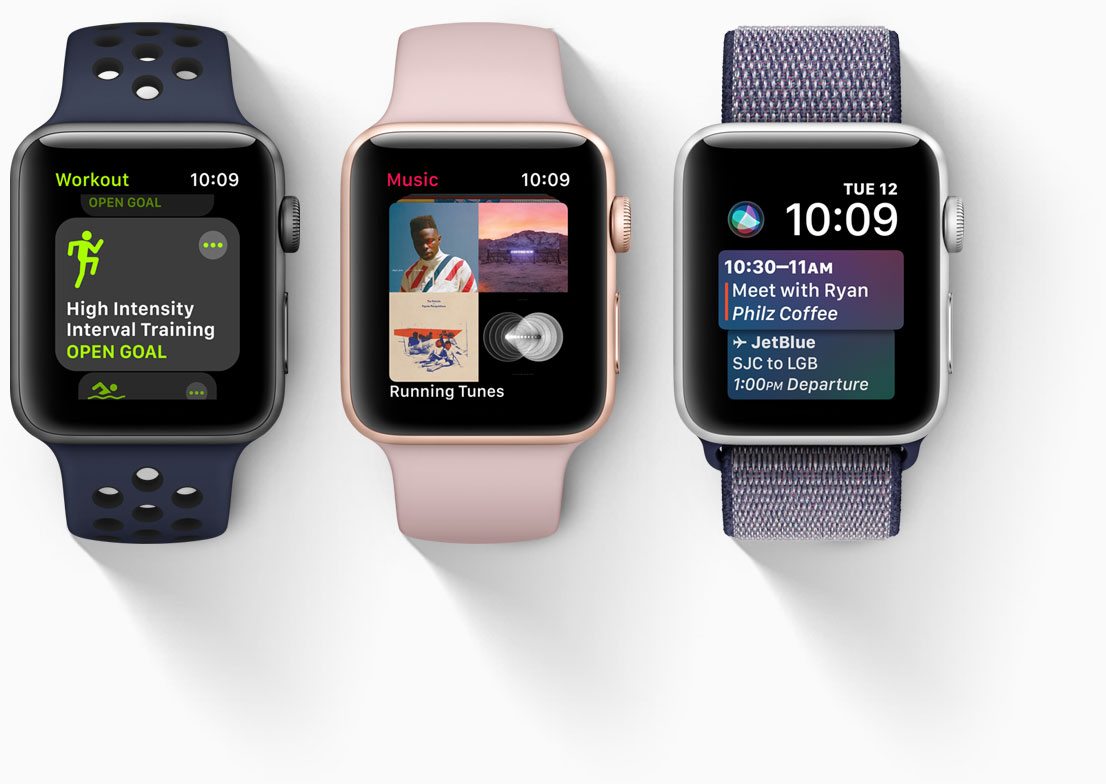 Workout 10:09
OPEN GOAL
High Intensity
Interval Training
OPEN GOAL
Music 10:09
Running Tunes
TUE 12
10:09
10:30–11AM
Meet with Ryan
Philz Coffee
JetBlue
SJC to LGB
1:00PM Departure